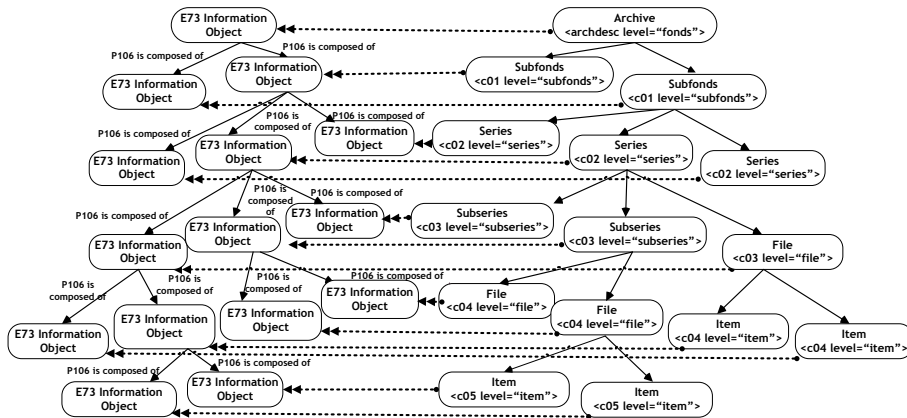 E73 Information
Object
Archive
<archdesc level="fonds">
P106 is composed of
P106 is composed of
E73 Information
Object
E73 Information
Object
Subfonds
<c01 level="subfonds">
Subfonds
<c01 level="subfonds">
P106 is composed of
P106 is
composed of
P106 is composed of
E73 Information
Object
E73 Information
Object
E73 Information
Object
Series
<c02 level="series">
Series
<c02 level="series">
Series
<c02 level="series">
P106 is composed of
P106 is
composed
of
P106 is composed of
E73 Information
Object
E73 Information
Object
E73 Information
Object
Subseries
<c03 level="subseries">
Subseries
<c03 level="subseries">
File
<c03 level="file">
P106 is
composed of
P106 is
composed of
P106 is
composed of
P106 is composed of
E73 Information
Object
E73 Information
Object
E73 Information
Object
E73 Information
Object
File
<c04 level="file">
File
<c04 level="file">
Item
<c04 level="item">
Item
<c04 level="item">
P106 is composed of
P106 is composed of
E73 Information
Object
E73 Information
Object
Item
<c05 level="item">
Item
<c05 level="item">